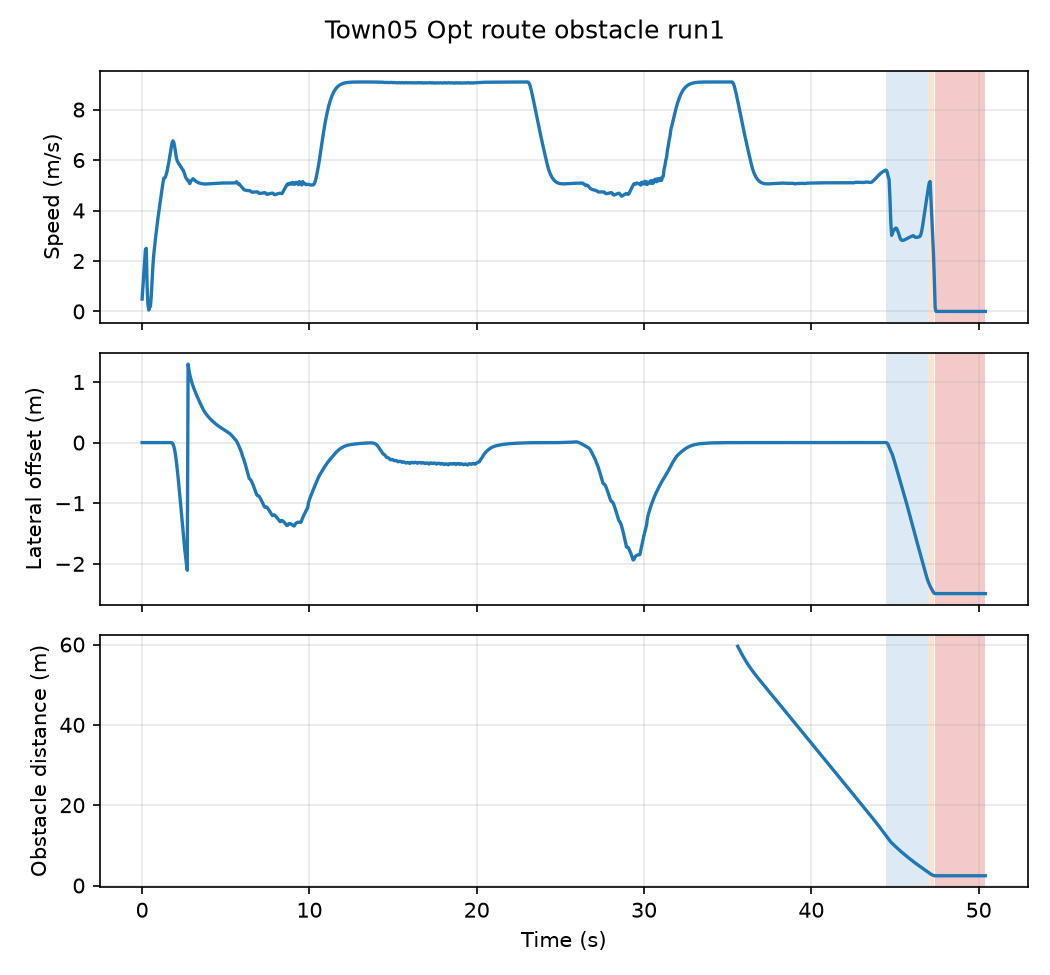 Town05 Opt route obstacle run1
Speed (m/s)
8
6
4
2
0
Lateral offset (m)
1
0
−1
−2
Obstacle distance (m)
60
40
20
0
0 10 20 30 40 50
Time (s)